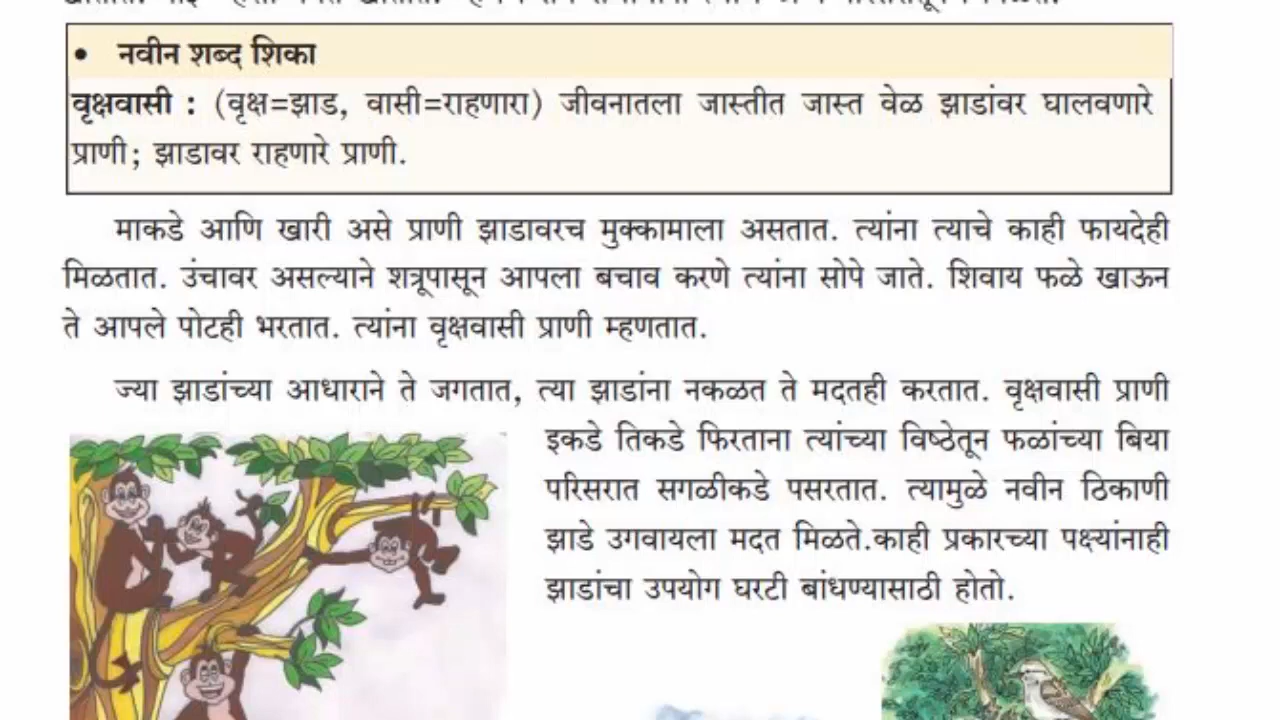 • नवीन शब्द शिका
वृक्षवासी : (वृक्ष=झाड, वासी=राहणारा) जीवनातला जास्तीत जास्त वेळ झाडांवर घालवणारे
प्राणी; झाडावर राहणारे प्राणी.
माकडे आणि खारी असे प्राणी झाडावरच मुक्कामाला असतात. त्यांना त्याचे काही फायदेही
मिळतात. उंचावर असल्याने शत्रूपासून आपला बचाव करणे त्यांना सोपे जाते. शिवाय फळे खाऊन
ते आपले पोटही भरतात. त्यांना वृक्षवासी प्राणी म्हणतात.
ज्या झाडांच्या आधाराने ते जगतात, त्या झाडांना नकळत ते मदतही करतात. वृक्षवासी प्राणी
इकडे तिकडे फिरताना त्यांच्या विष्ठेतून फळांच्या बिया
परिसरात सगळीकडे पसरतात. त्यामुळे नवीन ठिकाणी
झाडे उगवायला मदत मिळते.काही प्रकारच्या पक्ष्यांनाही
झाडांचा उपयोग घरटी बांधण्यासाठी होतो.